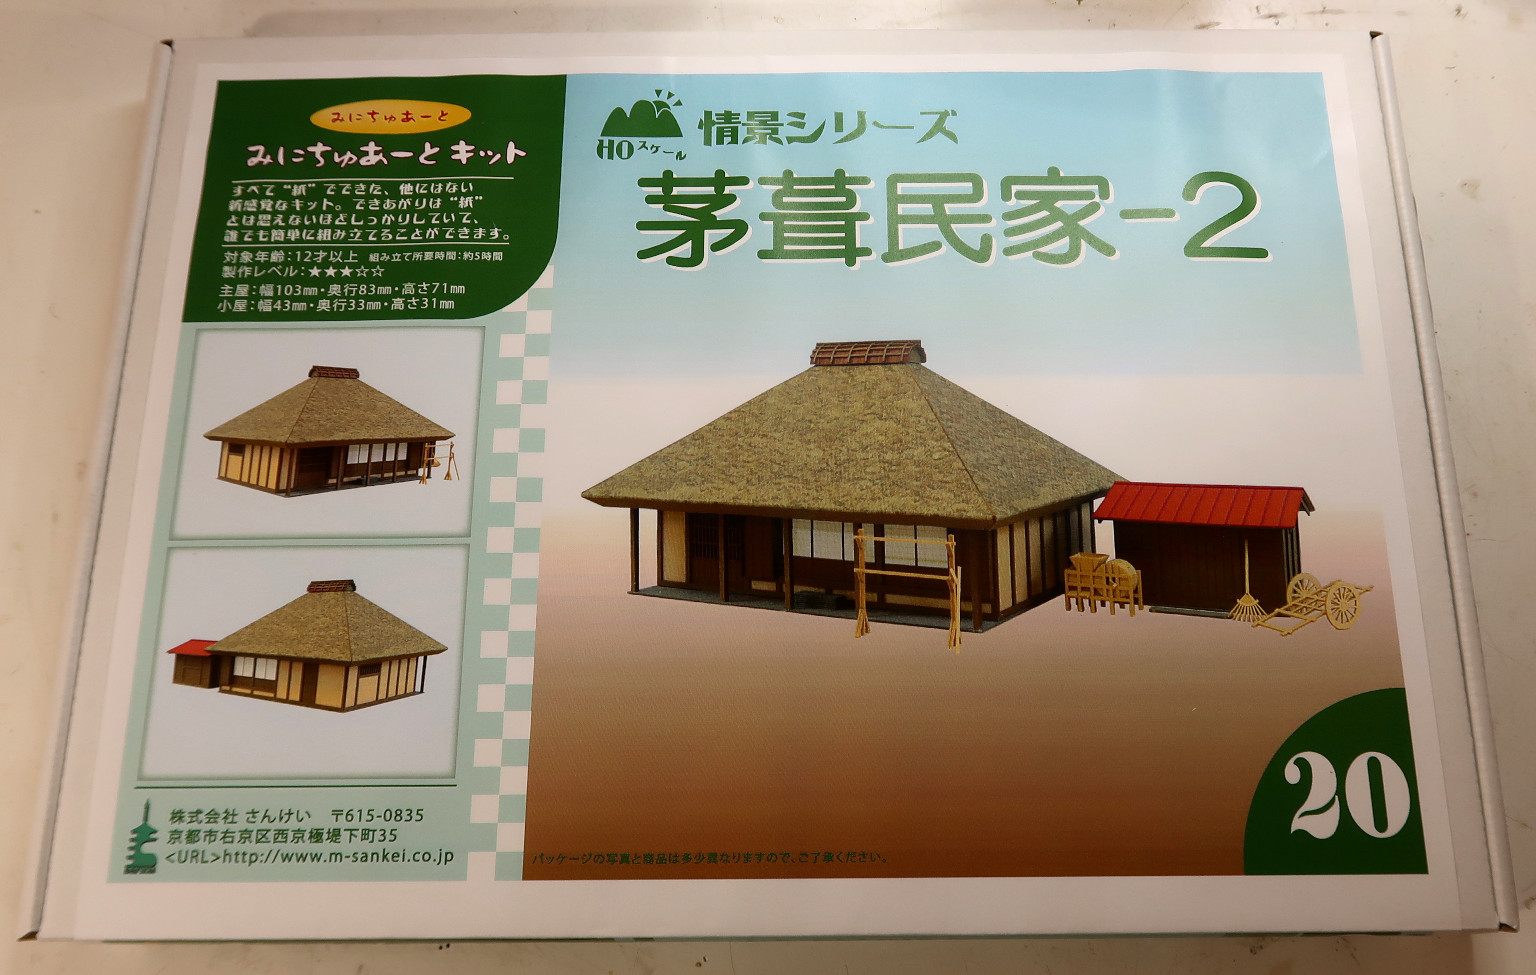 みにちゅあーと
みにちゅあーとキット
すべて“紙”でできた、他にはない
新感覚なキット。できあがりは“紙”
とは思えないほどしっかりしていて、
誰でも簡単に組み立てることができます。
対象年齢：12才以上 組み立て所要時間：約5時間
製作レベル：★★★☆☆
主屋：幅103㎜・奥行83㎜・高さ71㎜
小屋：幅43㎜・奥行33㎜・高さ31㎜
HOスケール
情景シリーズ
茅葺民家-2
20
株式会社 さんけい 〒615-0835
京都市右京区西京極堤下町35
<URL>http://www.m-sankei.co.jp
パッケージの写真と商品は多少異なりますので、ご了承ください。